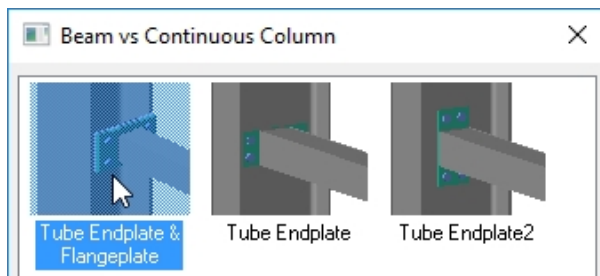 Beam vs Continuous Column
Tube Endplate &
Flangeplate
Tube Endplate
Tube Endplate2